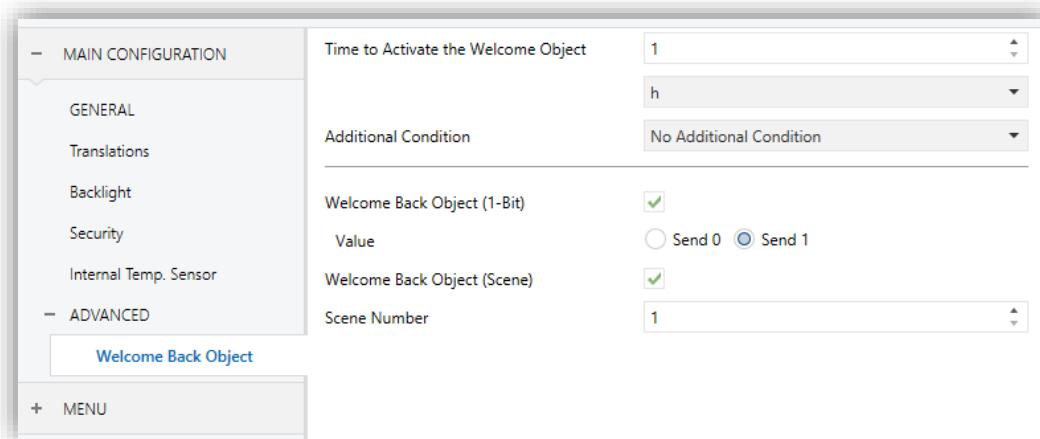 MAIN CONFIGURATION
GENERAL
Translations
Backlight
Security
Internal Temp. Sensor
ADVANCED
Welcome Back Object
MENU
Time to Activate the Welcome Object 1
h
Additional Condition No Additional Condition
Welcome Back Object (1-Bit)
Value Send 0 Send 1
Welcome Back Object (Scene)
Scene Number 1